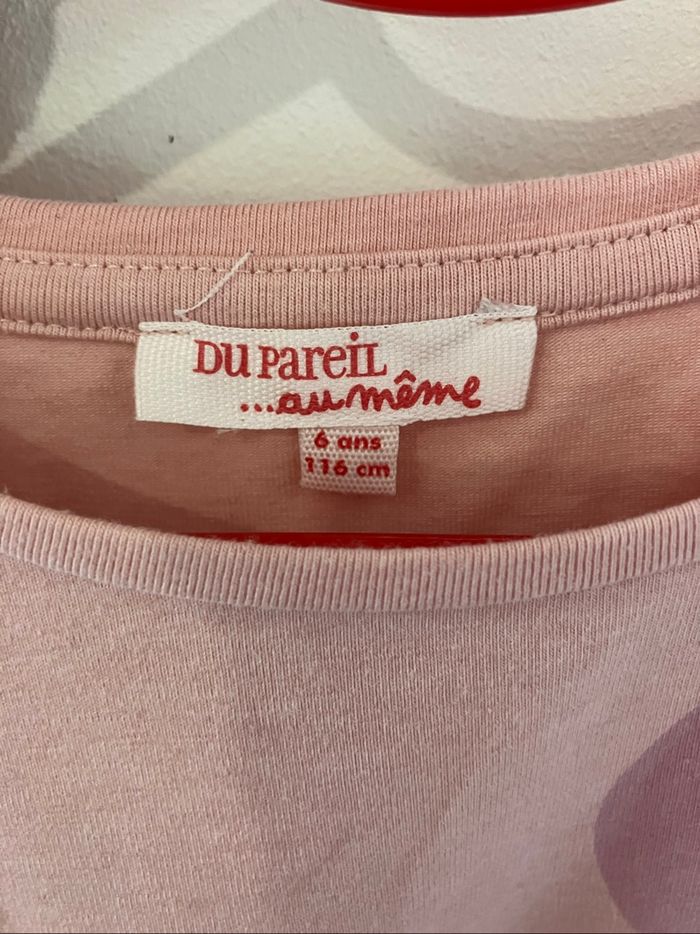 DU PAREIL
...au même
6 ans
116 cm